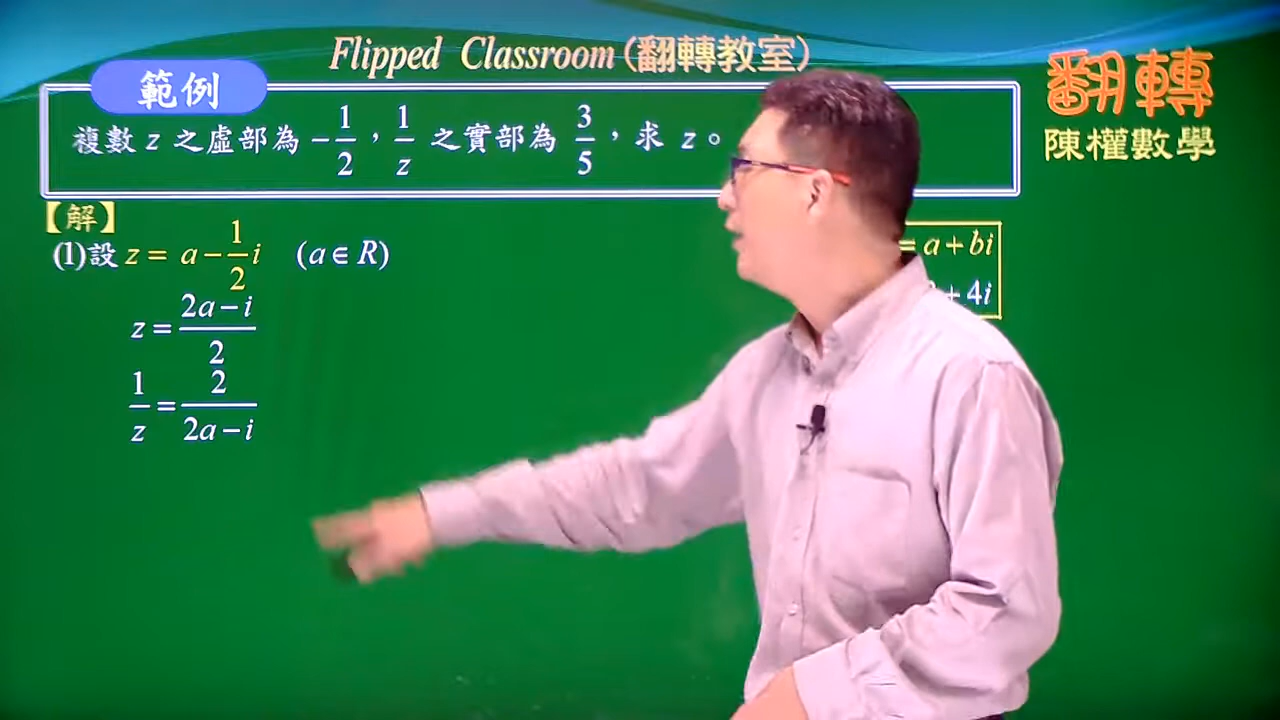 Flipped Classroom(翻轉教室)
翻轉
陳權數學
範例
複數 z 之虛部為 -1/2，1/z 之實部為 3/5，求 z。
【解】
(1)設 z = a - 1/2 i (a ∈ R)
= a + bi
+ 4i
z = (2a - i)/2
1/z = 2/(2a - i)